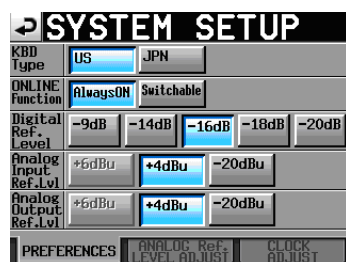 SYSTEM SETUP
KBD Type US JPN
ONLINE Function AlwaysON Switchable
Digital Ref. Level -9dB -14dB -16dB -18dB -20dB
Analog Input Ref.Lvl +6dBu +4dBu -20dBu
Analog Output Ref.Lvl +6dBu +4dBu -20dBu
PREFERENCES ANALOG Ref. LEVEL ADJUST CLOCK ADJUST